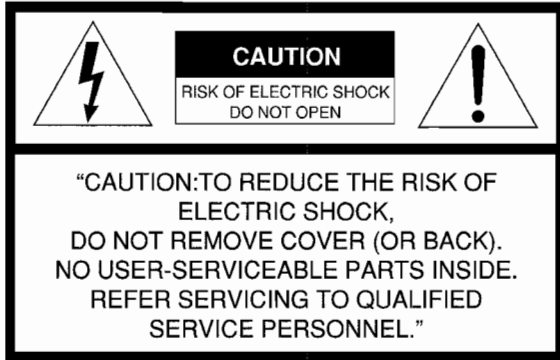 CAUTION
RISK OF ELECTRIC SHOCK
DO NOT OPEN
“CAUTION:TO REDUCE THE RISK OF
ELECTRIC SHOCK,
DO NOT REMOVE COVER (OR BACK).
NO USER-SERVICEABLE PARTS INSIDE.
REFER SERVICING TO QUALIFIED
SERVICE PERSONNEL.”